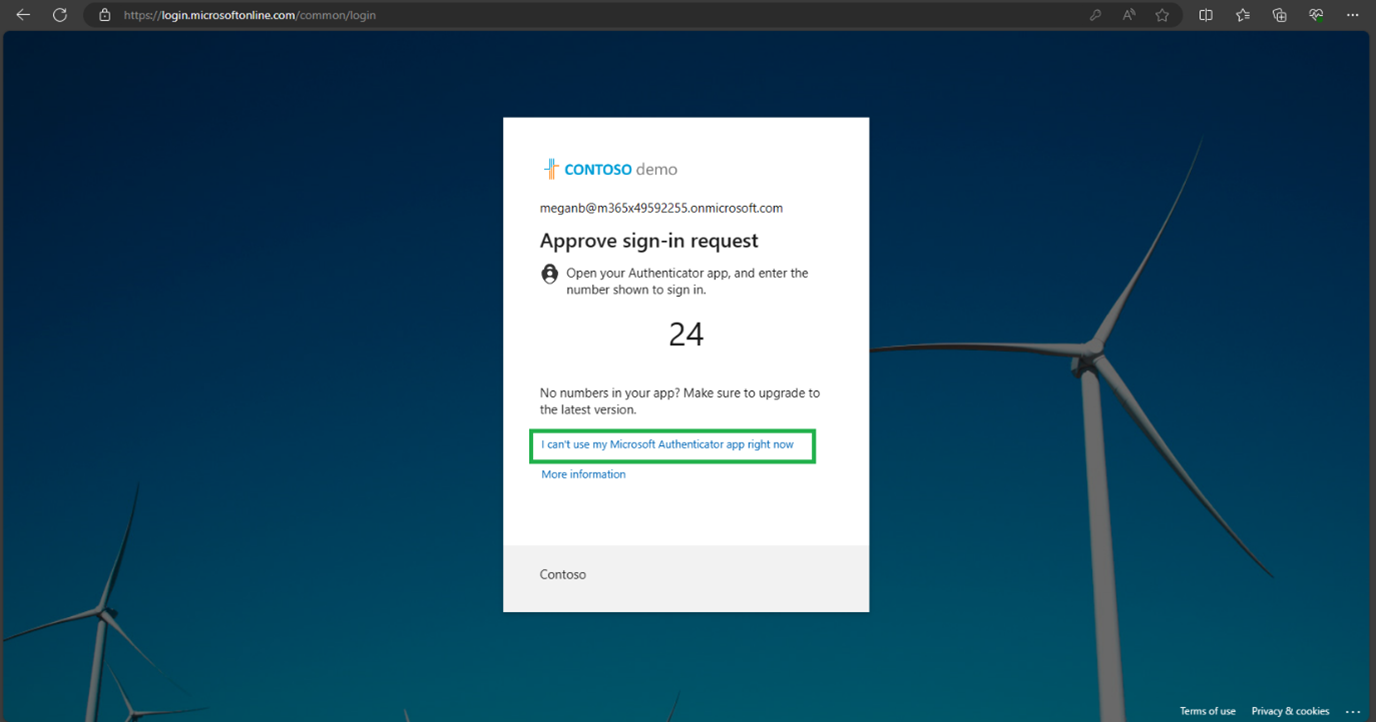 https://login.microsoftonline.com/common/login
CONTOSO demo
meganb@m365x49592255.onmicrosoft.com
Approve sign-in request
Open your Authenticator app, and enter the
number shown to sign in.
24
No numbers in your app? Make sure to upgrade to
the latest version.
I can't use my Microsoft Authenticator app right now
More information
Contoso
Terms of use Privacy & cookies ...